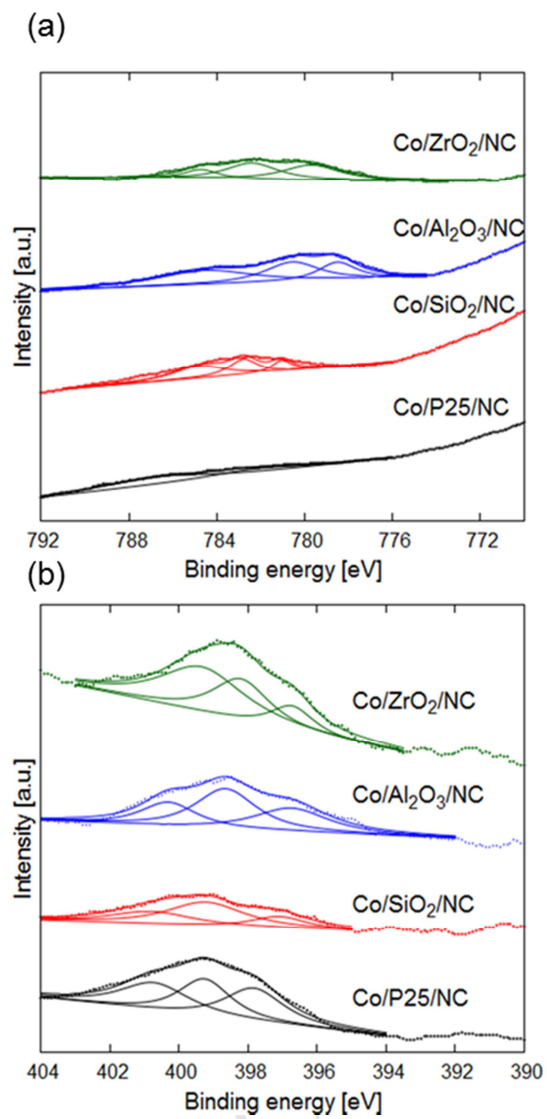 (a)
Co/ZrO₂/NC
Co/Al₂O₃/NC
Co/SiO₂/NC
Co/P25/NC
Intensity [a.u.]
792 788 784 780 776 772
Binding energy [eV]
(b)
Co/ZrO₂/NC
Co/Al₂O₃/NC
Co/SiO₂/NC
Co/P25/NC
Intensity [a.u.]
404 402 400 398 396 394 392 390
Binding energy [eV]